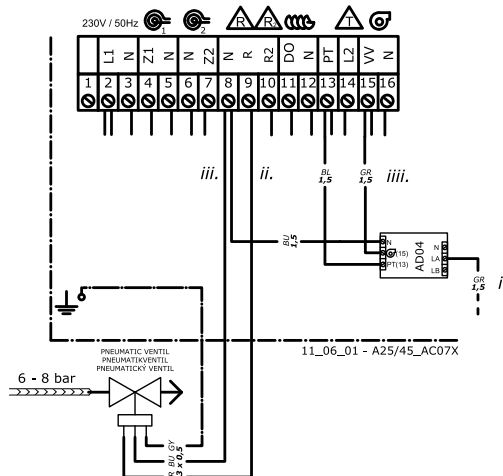 230V / 50Hz 1 2 R R2 T
L1 N Z1 N N Z2 N R R2 DO N PT L2 VV N
1 2 3 4 5 6 7 8 9 10 11 12 13 14 15 16
iii. ii. iiii.
BL 1,5
GR 1,5
BU 1,5
N
(15)
PT(13)
AD04
N
LA
LB
GR 1,5
i
11_06_01 - A25/45_AC07X
PNEUMATIC VENTIL
PNEUMATIKVENTIL
PNEUMATICKÝ VENTIL
6 - 8 bar
R BU GY
3 x 0,5